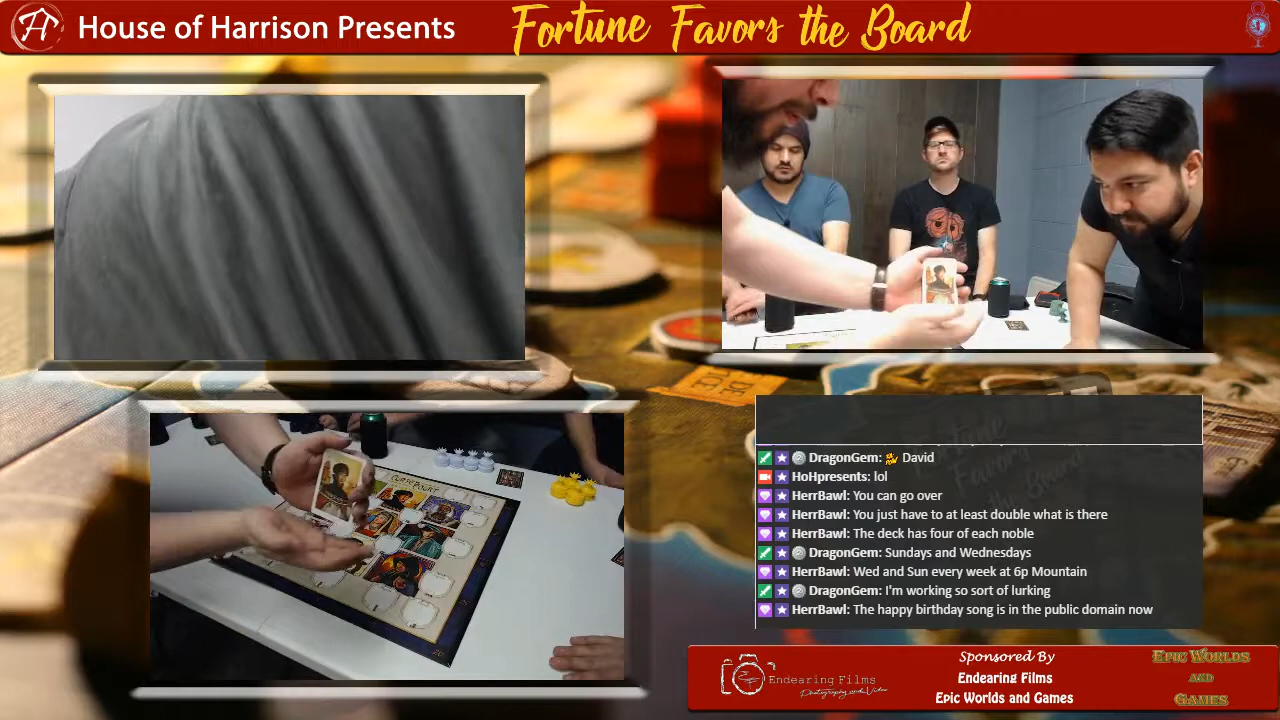 House of Harrison Presents
Fortune Favors the Board
DragonGem: David
HoHpresents: lol
HerrBawl: You can go over
HerrBawl: You just have to at least double what is there
HerrBawl: The deck has four of each noble
DragonGem: Sundays and Wednesdays
HerrBawl: Wed and Sun every week at 6p Mountain
DragonGem: I'm working so sort of lurking
HerrBawl: The happy birthday song is in the public domain now
Endearing Films
Photography and Video
Sponsored By
Endearing Films
Epic Worlds and Games
Epic Worlds
and
Games